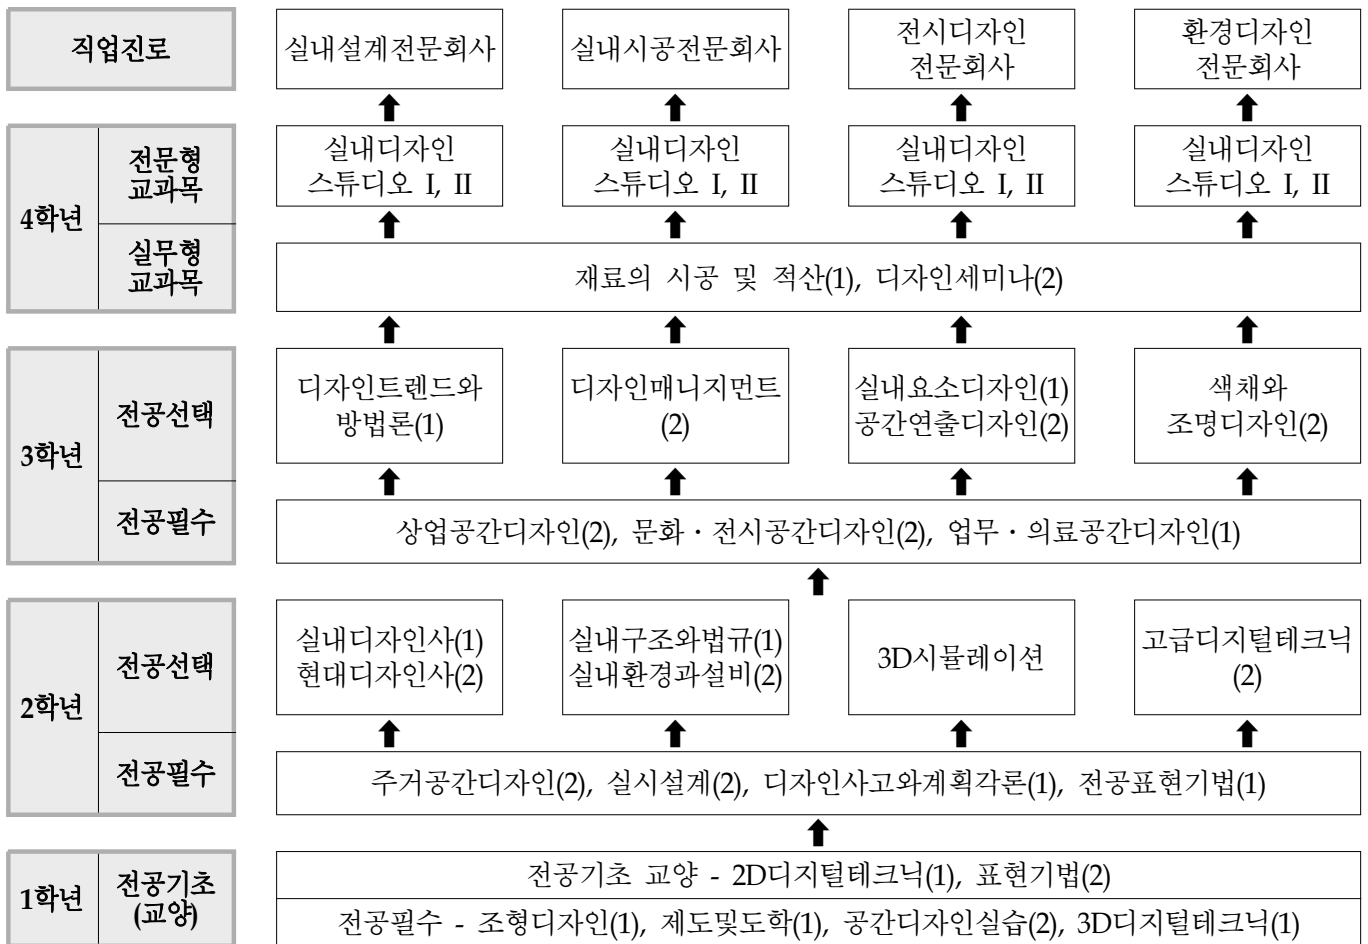 직업진로
실내설계전문회사
실내시공전문회사
전시디자인
전문회사
환경디자인
전문회사
4학년
전문형
교과목
실내디자인
스튜디오 I, II
실내디자인
스튜디오 I, II
실내디자인
스튜디오 I, II
실내디자인
스튜디오 I, II
실무형
교과목
재료의 시공 및 적산(1), 디자인세미나(2)
3학년
전공선택
디자인트렌드와
방법론(1)
디자인매니지먼트
(2)
실내요소디자인(1)
공간연출디자인(2)
색채와
조명디자인(2)
전공필수
상업공간디자인(2), 문화·전시공간디자인(2), 업무·의료공간디자인(1)
2학년
전공선택
실내디자인사(1)
현대디자인사(2)
실내구조와법규(1)
실내환경과설비(2)
3D시뮬레이션
고급디지털테크닉
(2)
전공필수
주거공간디자인(2), 실시설계(2), 디자인사고와계획각론(1), 전공표현기법(1)
1학년
전공기초
(교양)
전공기초 교양 - 2D디지털테크닉(1), 표현기법(2)
전공필수 - 조형디자인(1), 제도및도학(1), 공간디자인실습(2), 3D디지털테크닉(1)